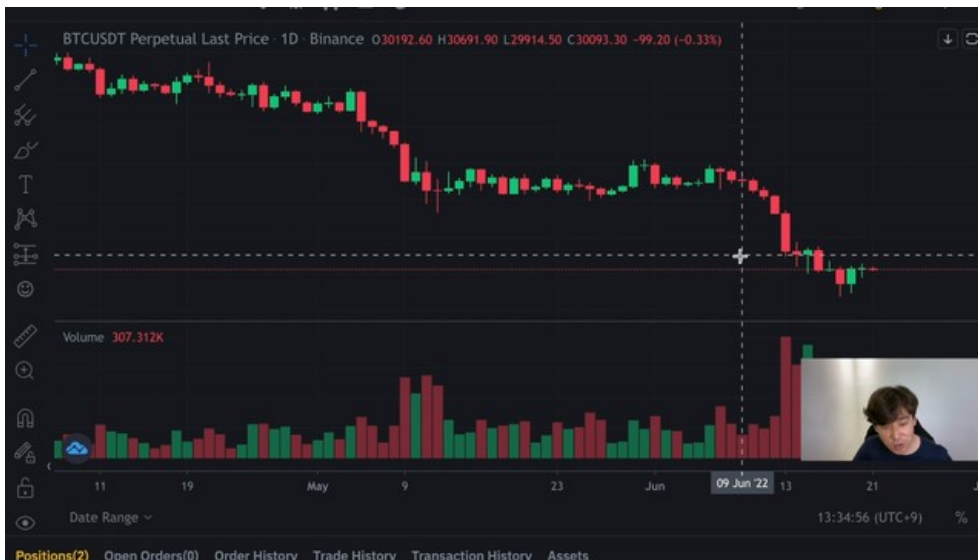 BTCUSDT Perpetual Last Price · 1D · Binance O30192.60 H30691.90 L29914.50 C30093.30 −99.20 (−0.33%)
Volume 307.312K
11 19 May 9 23 Jun 09 Jun '22 13 21
Date Range 13:34:56 (UTC+9) %
Positions(2) Open Orders(0) Order History Trade History Transaction History Assets